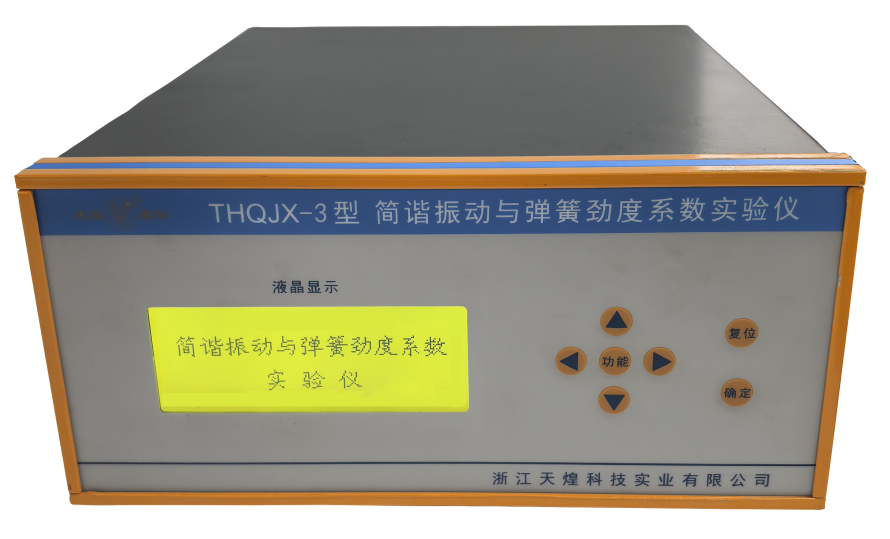 THQJX-3型 简谐振动与弹簧劲度系数实验仪
液晶显示
简谐振动与弹簧劲度系数
实 验 仪
功能
复位
确定
浙江天煌科技实业有限公司